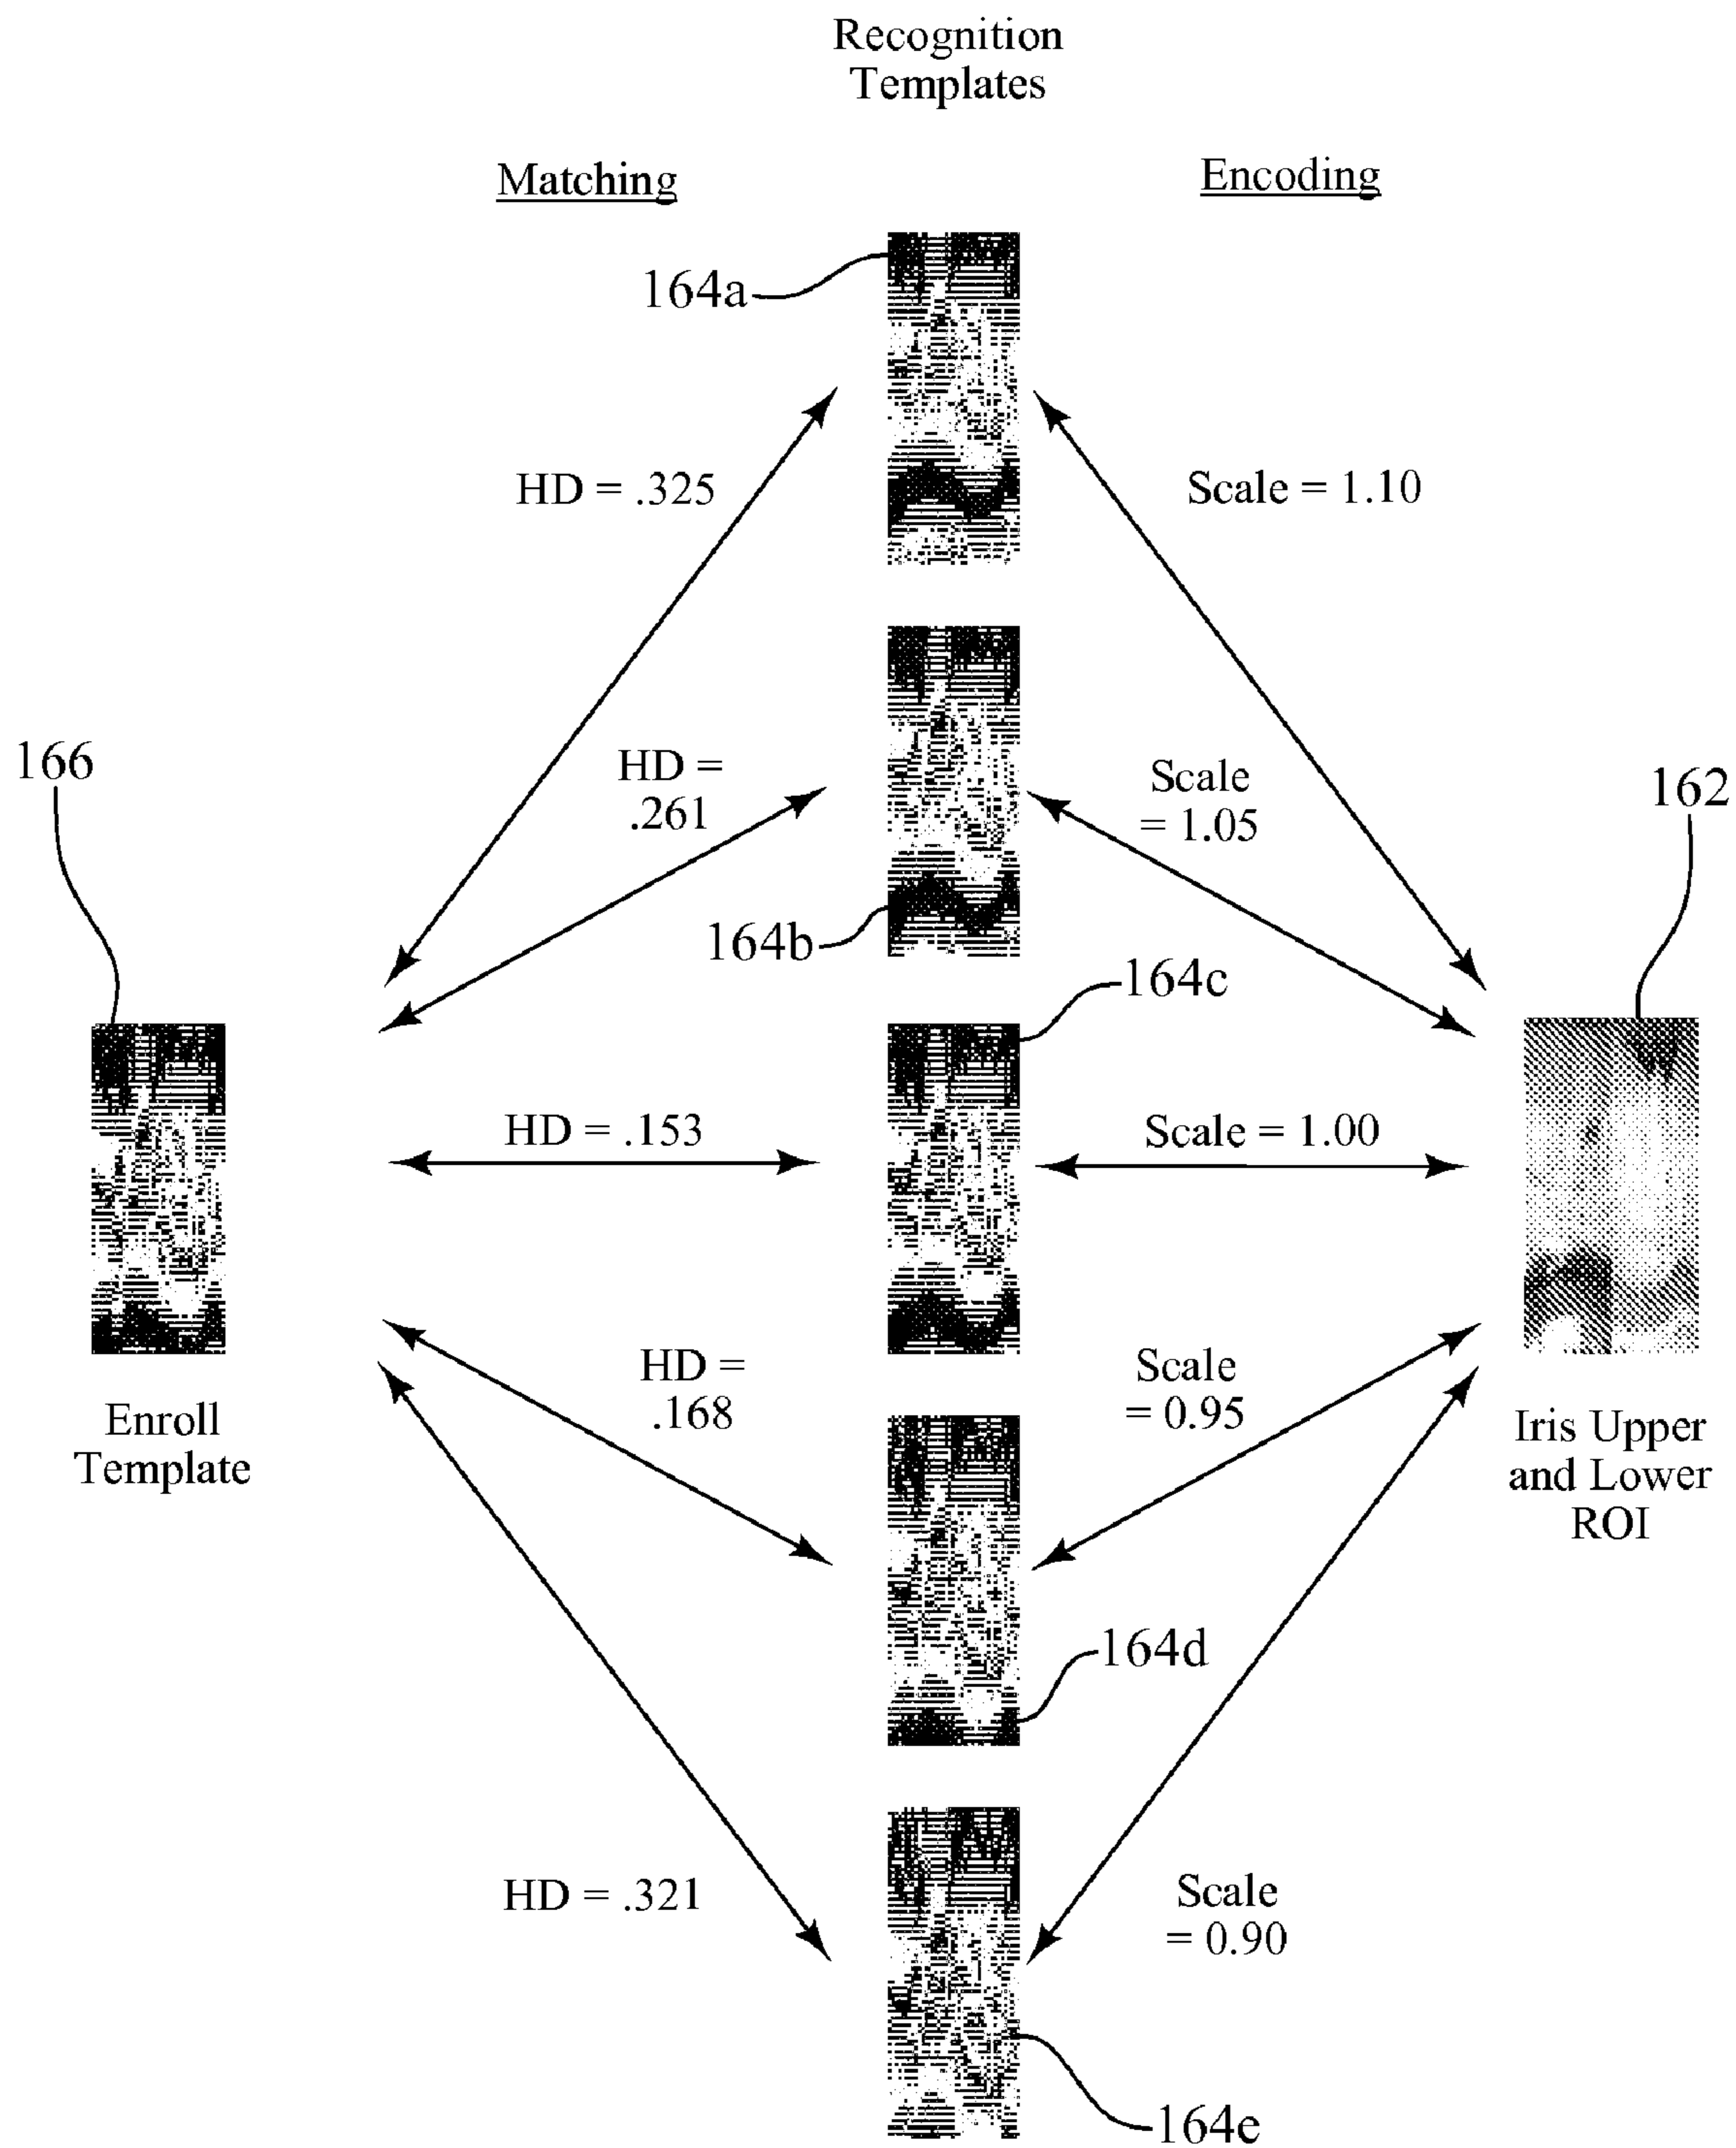 Recognition
Templates
Matching
Encoding
164a
HD = .325
Scale = 1.10
166
HD =
.261
Scale
= 1.05
162
164b
164c
HD = .153
Scale = 1.00
HD =
.168
Scale
= 0.95
Enroll
Template
Iris Upper
and Lower
ROI
164d
HD = .321
Scale
= 0.90
164e